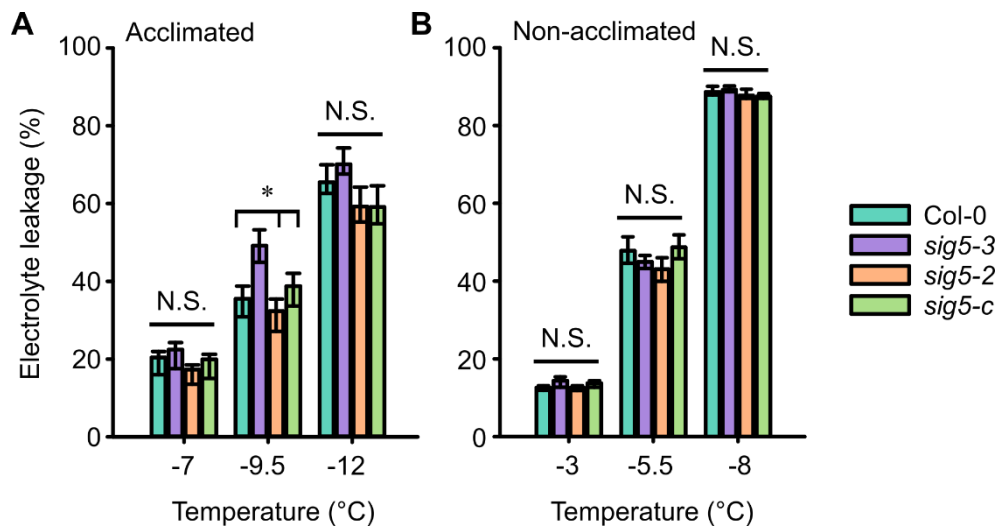 A
Acclimated
B
Non-acclimated
Electrolyte leakage (%)
100
80
60
40
20
0
N.S.
*
N.S.
-7
-9.5
-12
Temperature (°C)
100
80
60
40
20
0
N.S.
N.S.
N.S.
-3
-5.5
-8
Temperature (°C)
Col-0
sig5-3
sig5-2
sig5-c